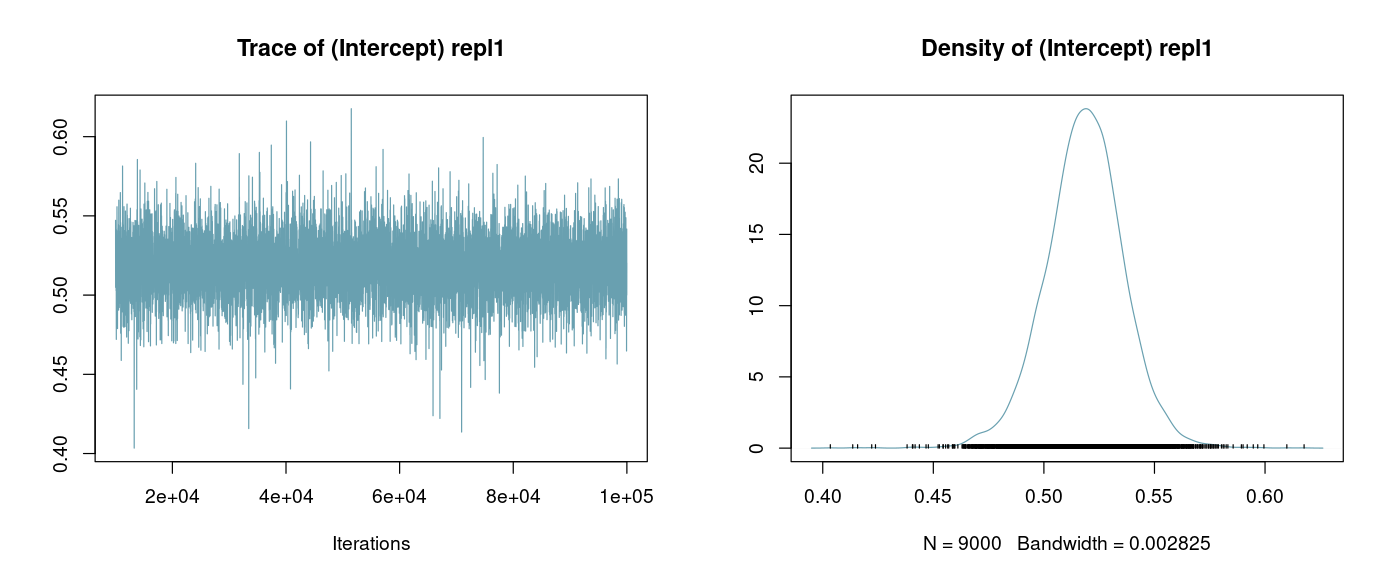 Trace of (Intercept) repl1
0.60
0.55
0.50
0.45
0.40
2e+04 4e+04 6e+04 8e+04 1e+05
Iterations
Density of (Intercept) repl1
20
15
10
5
0
0.40 0.45 0.50 0.55 0.60
N = 9000 Bandwidth = 0.002825